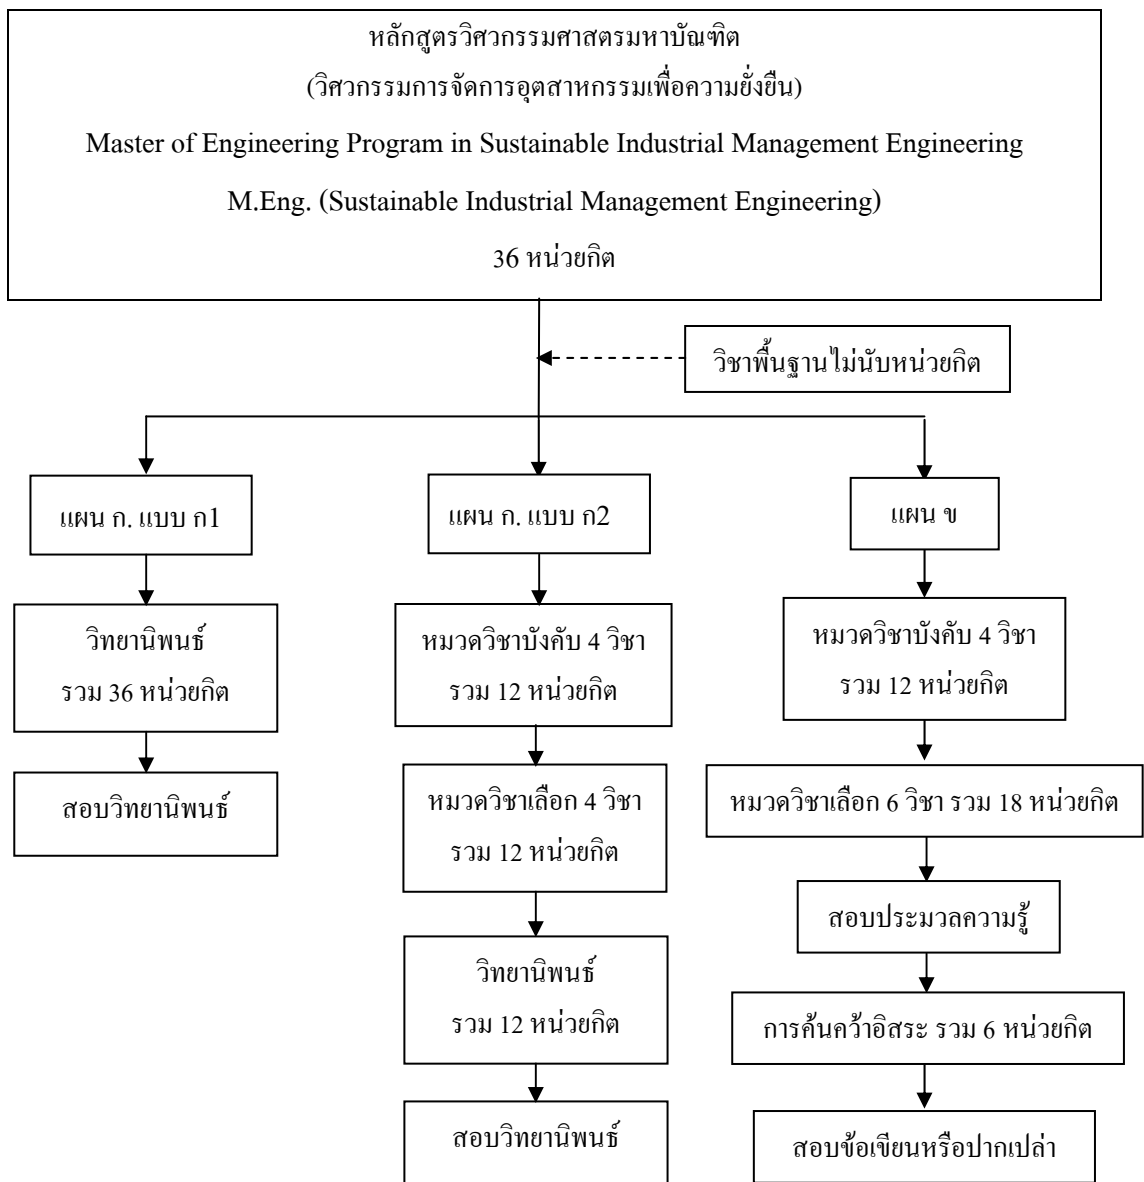 หลักสูตรวิศวกรรมศาสตรมหาบัณฑิต
(วิศวกรรมการจัดการอุตสาหกรรมเพื่อความยั่งยืน)
Master of Engineering Program in Sustainable Industrial Management Engineering
M.Eng. (Sustainable Industrial Management Engineering)
36 หน่วยกิต
วิชาพื้นฐานไม่นับหน่วยกิต
แผน ก. แบบ ก1
วิทยานิพนธ์
รวม 36 หน่วยกิต
สอบวิทยานิพนธ์
แผน ก. แบบ ก2
หมวดวิชาบังคับ 4 วิชา
รวม 12 หน่วยกิต
หมวดวิชาเลือก 4 วิชา
รวม 12 หน่วยกิต
วิทยานิพนธ์
รวม 12 หน่วยกิต
สอบวิทยานิพนธ์
แผน ข
หมวดวิชาบังคับ 4 วิชา
รวม 12 หน่วยกิต
หมวดวิชาเลือก 6 วิชา รวม 18 หน่วยกิต
สอบประมวลความรู้
การค้นคว้าอิสระ รวม 6 หน่วยกิต
สอบข้อเขียนหรือปากเปล่า